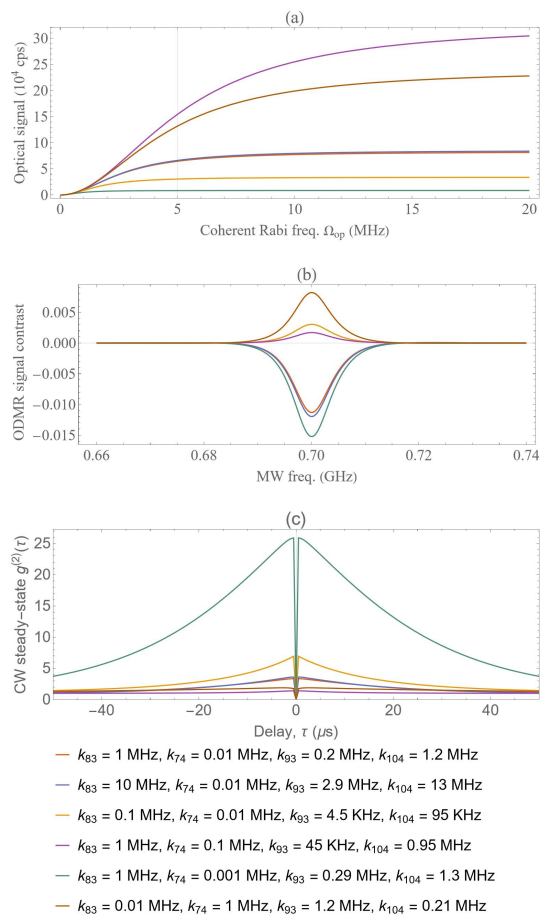 (a)
Optical signal (10⁴ cps)
30
25
20
15
10
5
0
0 5 10 15 20
Coherent Rabi freq. Ωop (MHz)
(b)
ODMR signal contrast
0.005
0.000
−0.005
−0.010
−0.015
0.66 0.68 0.70 0.72 0.74
MW freq. (GHz)
(c)
CW steady−state g⁽²⁾(τ)
25
20
15
10
5
0
−40 −20 0 20 40
Delay, τ (μs)
k₈₃ = 1 MHz, k₇₄ = 0.01 MHz, k₉₃ = 0.2 MHz, k₁₀₄ = 1.2 MHz
k₈₃ = 10 MHz, k₇₄ = 0.01 MHz, k₉₃ = 2.9 MHz, k₁₀₄ = 13 MHz
k₈₃ = 0.1 MHz, k₇₄ = 0.01 MHz, k₉₃ = 4.5 KHz, k₁₀₄ = 95 KHz
k₈₃ = 1 MHz, k₇₄ = 0.1 MHz, k₉₃ = 45 KHz, k₁₀₄ = 0.95 MHz
k₈₃ = 1 MHz, k₇₄ = 0.001 MHz, k₉₃ = 0.29 MHz, k₁₀₄ = 1.3 MHz
k₈₃ = 0.01 MHz, k₇₄ = 1 MHz, k₉₃ = 1.2 MHz, k₁₀₄ = 0.21 MHz